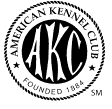 AMERICAN KENNEL CLUB
AKC
FOUNDED 1884
SM